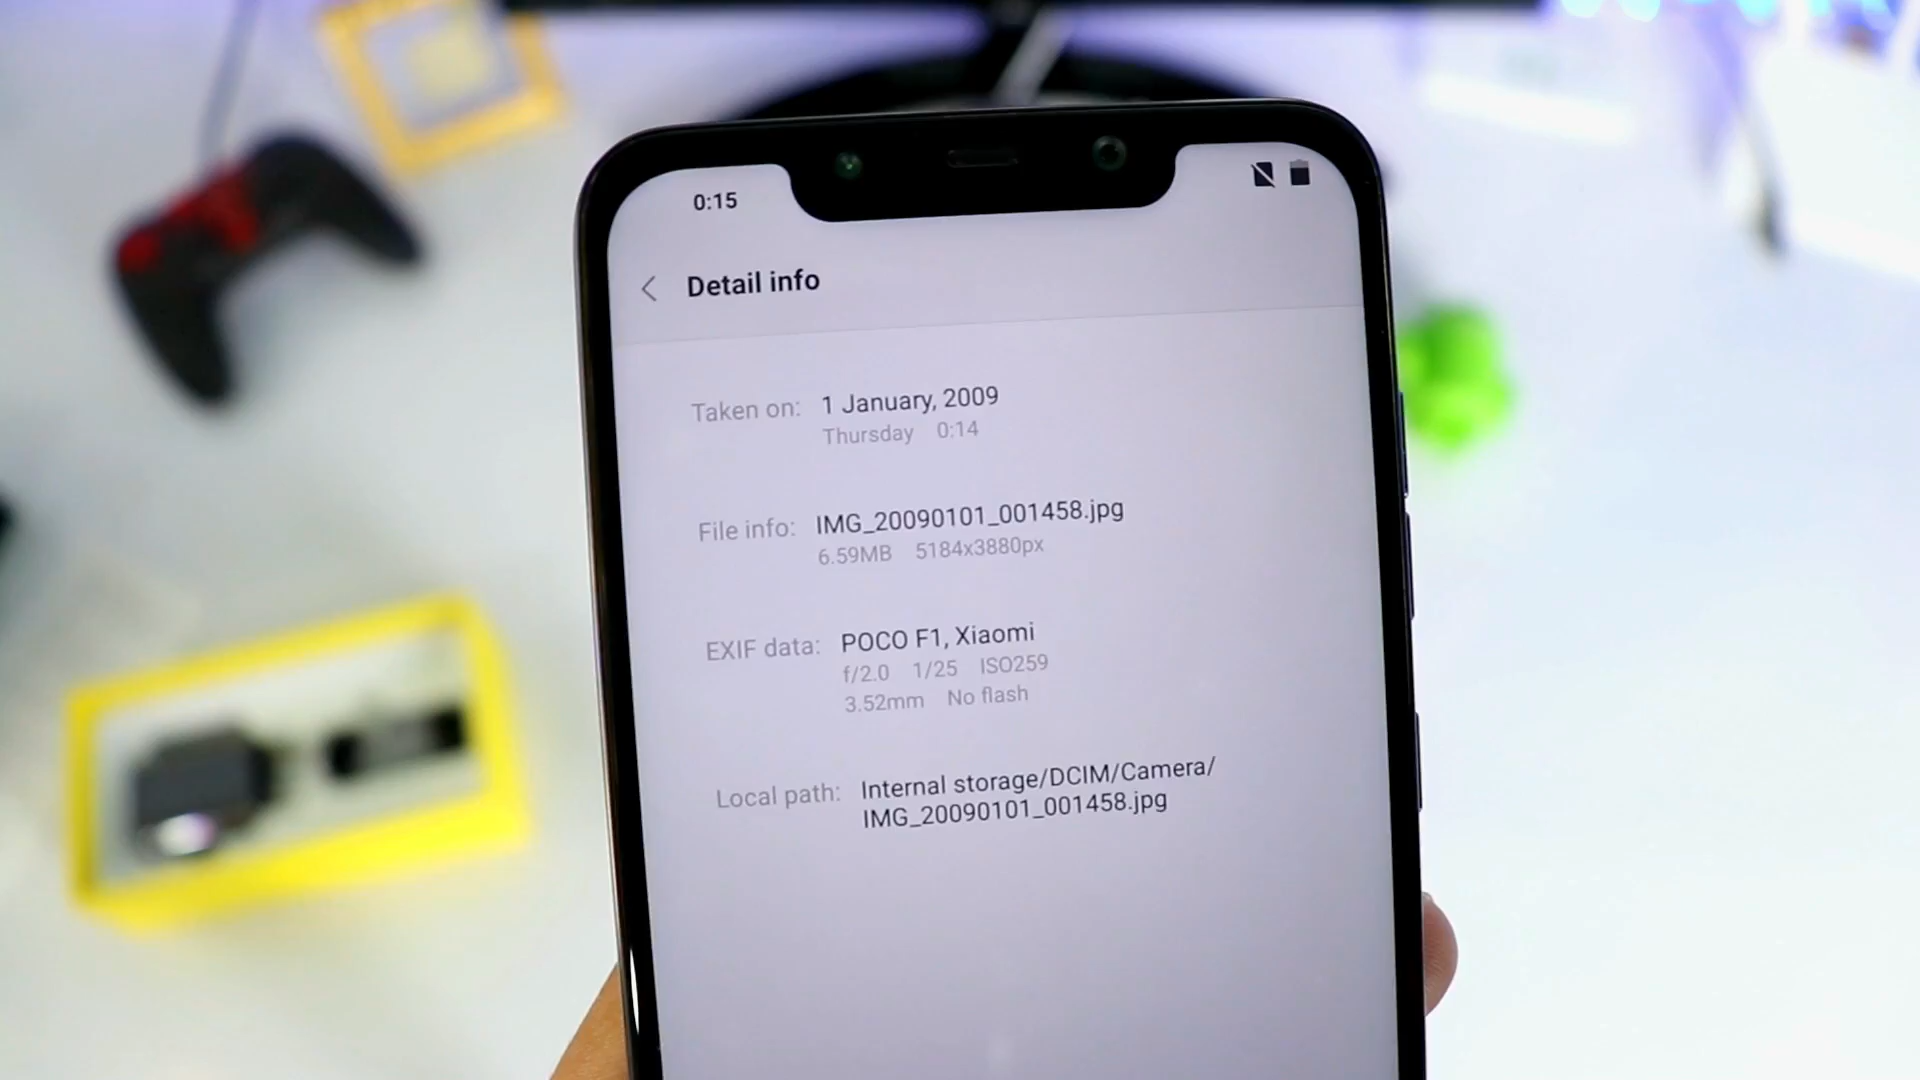 0:15
Detail info
Taken on: 1 January, 2009
Thursday 0:14
File info: IMG_20090101_001458.jpg
6.59MB 5184x3880px
EXIF data: POCO F1, Xiaomi
f/2.0 1/25 ISO259
3.52mm No flash
Local path: Internal storage/DCIM/Camera/
IMG_20090101_001458.jpg